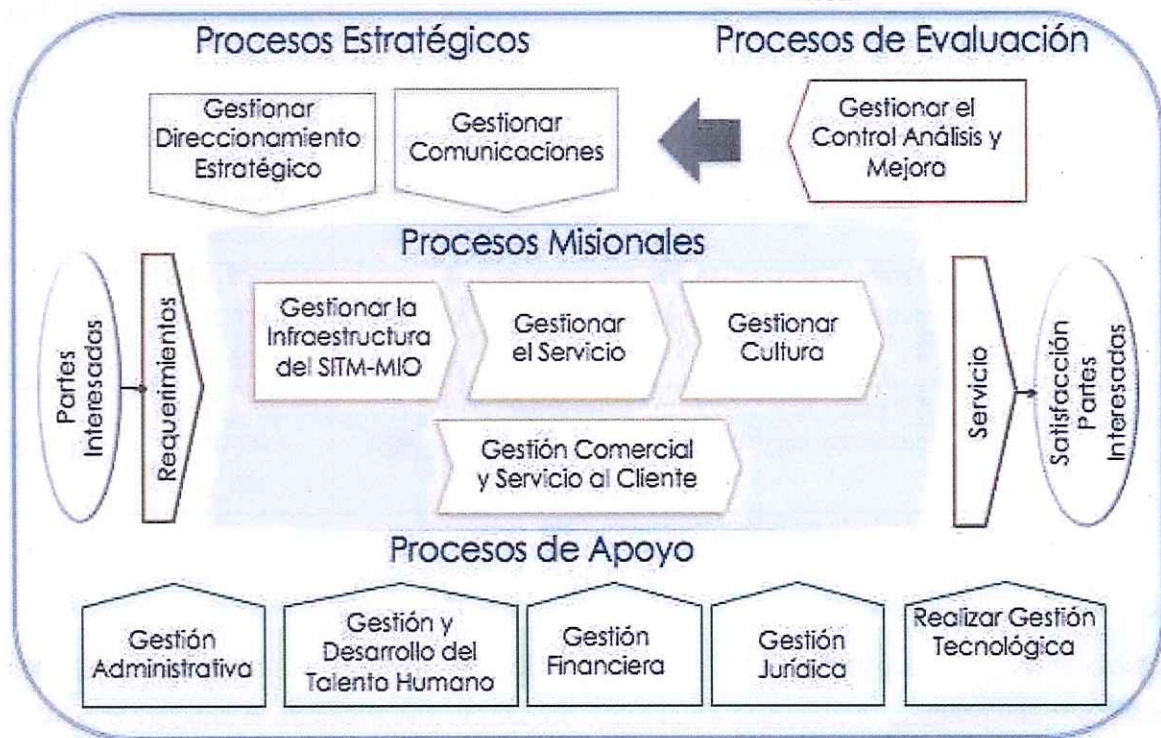 Procesos Estratégicos
Procesos de Evaluación
Gestionar
Direccionamiento
Estratégico
Gestionar
Comunicaciones
Gestionar el
Control Análisis y
Mejora
Procesos Misionales
Partes
Interesadas
Requerimientos
Gestionar la
Infraestructura
del SITM-MIO
Gestionar
el Servicio
Gestionar
Cultura
Gestión Comercial
y Servicio al Cliente
Servicio
Satisfacción
Partes
Interesadas
Procesos de Apoyo
Gestión
Administrativa
Gestión y
Desarrollo del
Talento Humano
Gestión
Financiera
Gestión
Jurídica
Realizar Gestión
Tecnológica